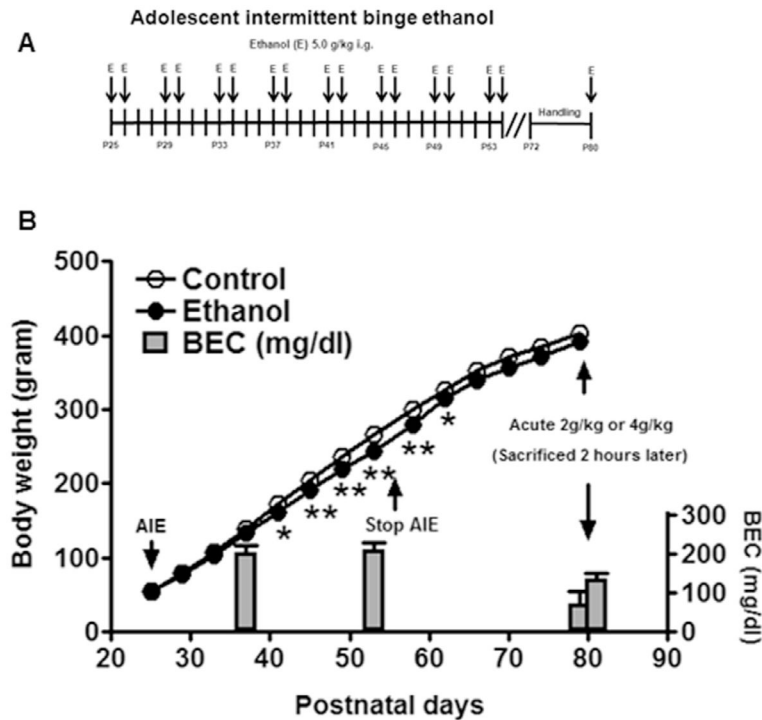 Adolescent intermittent binge ethanol
A
Ethanol (E) 5.0 g/kg i.g.
E E E E E E E E E E E E E E E E E
Handling
P25 P29 P33 P37 P41 P45 P49 P53 P72 P80
B
500
400
300
200
100
0
Body weight (gram)
Control
Ethanol
BEC (mg/dl)
AIE
*
**
**
**
**
*
Stop AIE
Acute 2g/kg or 4g/kg
(Sacrificed 2 hours later)
300
200
100
0
BEC (mg/dl)
20 30 40 50 60 70 80 90
Postnatal days